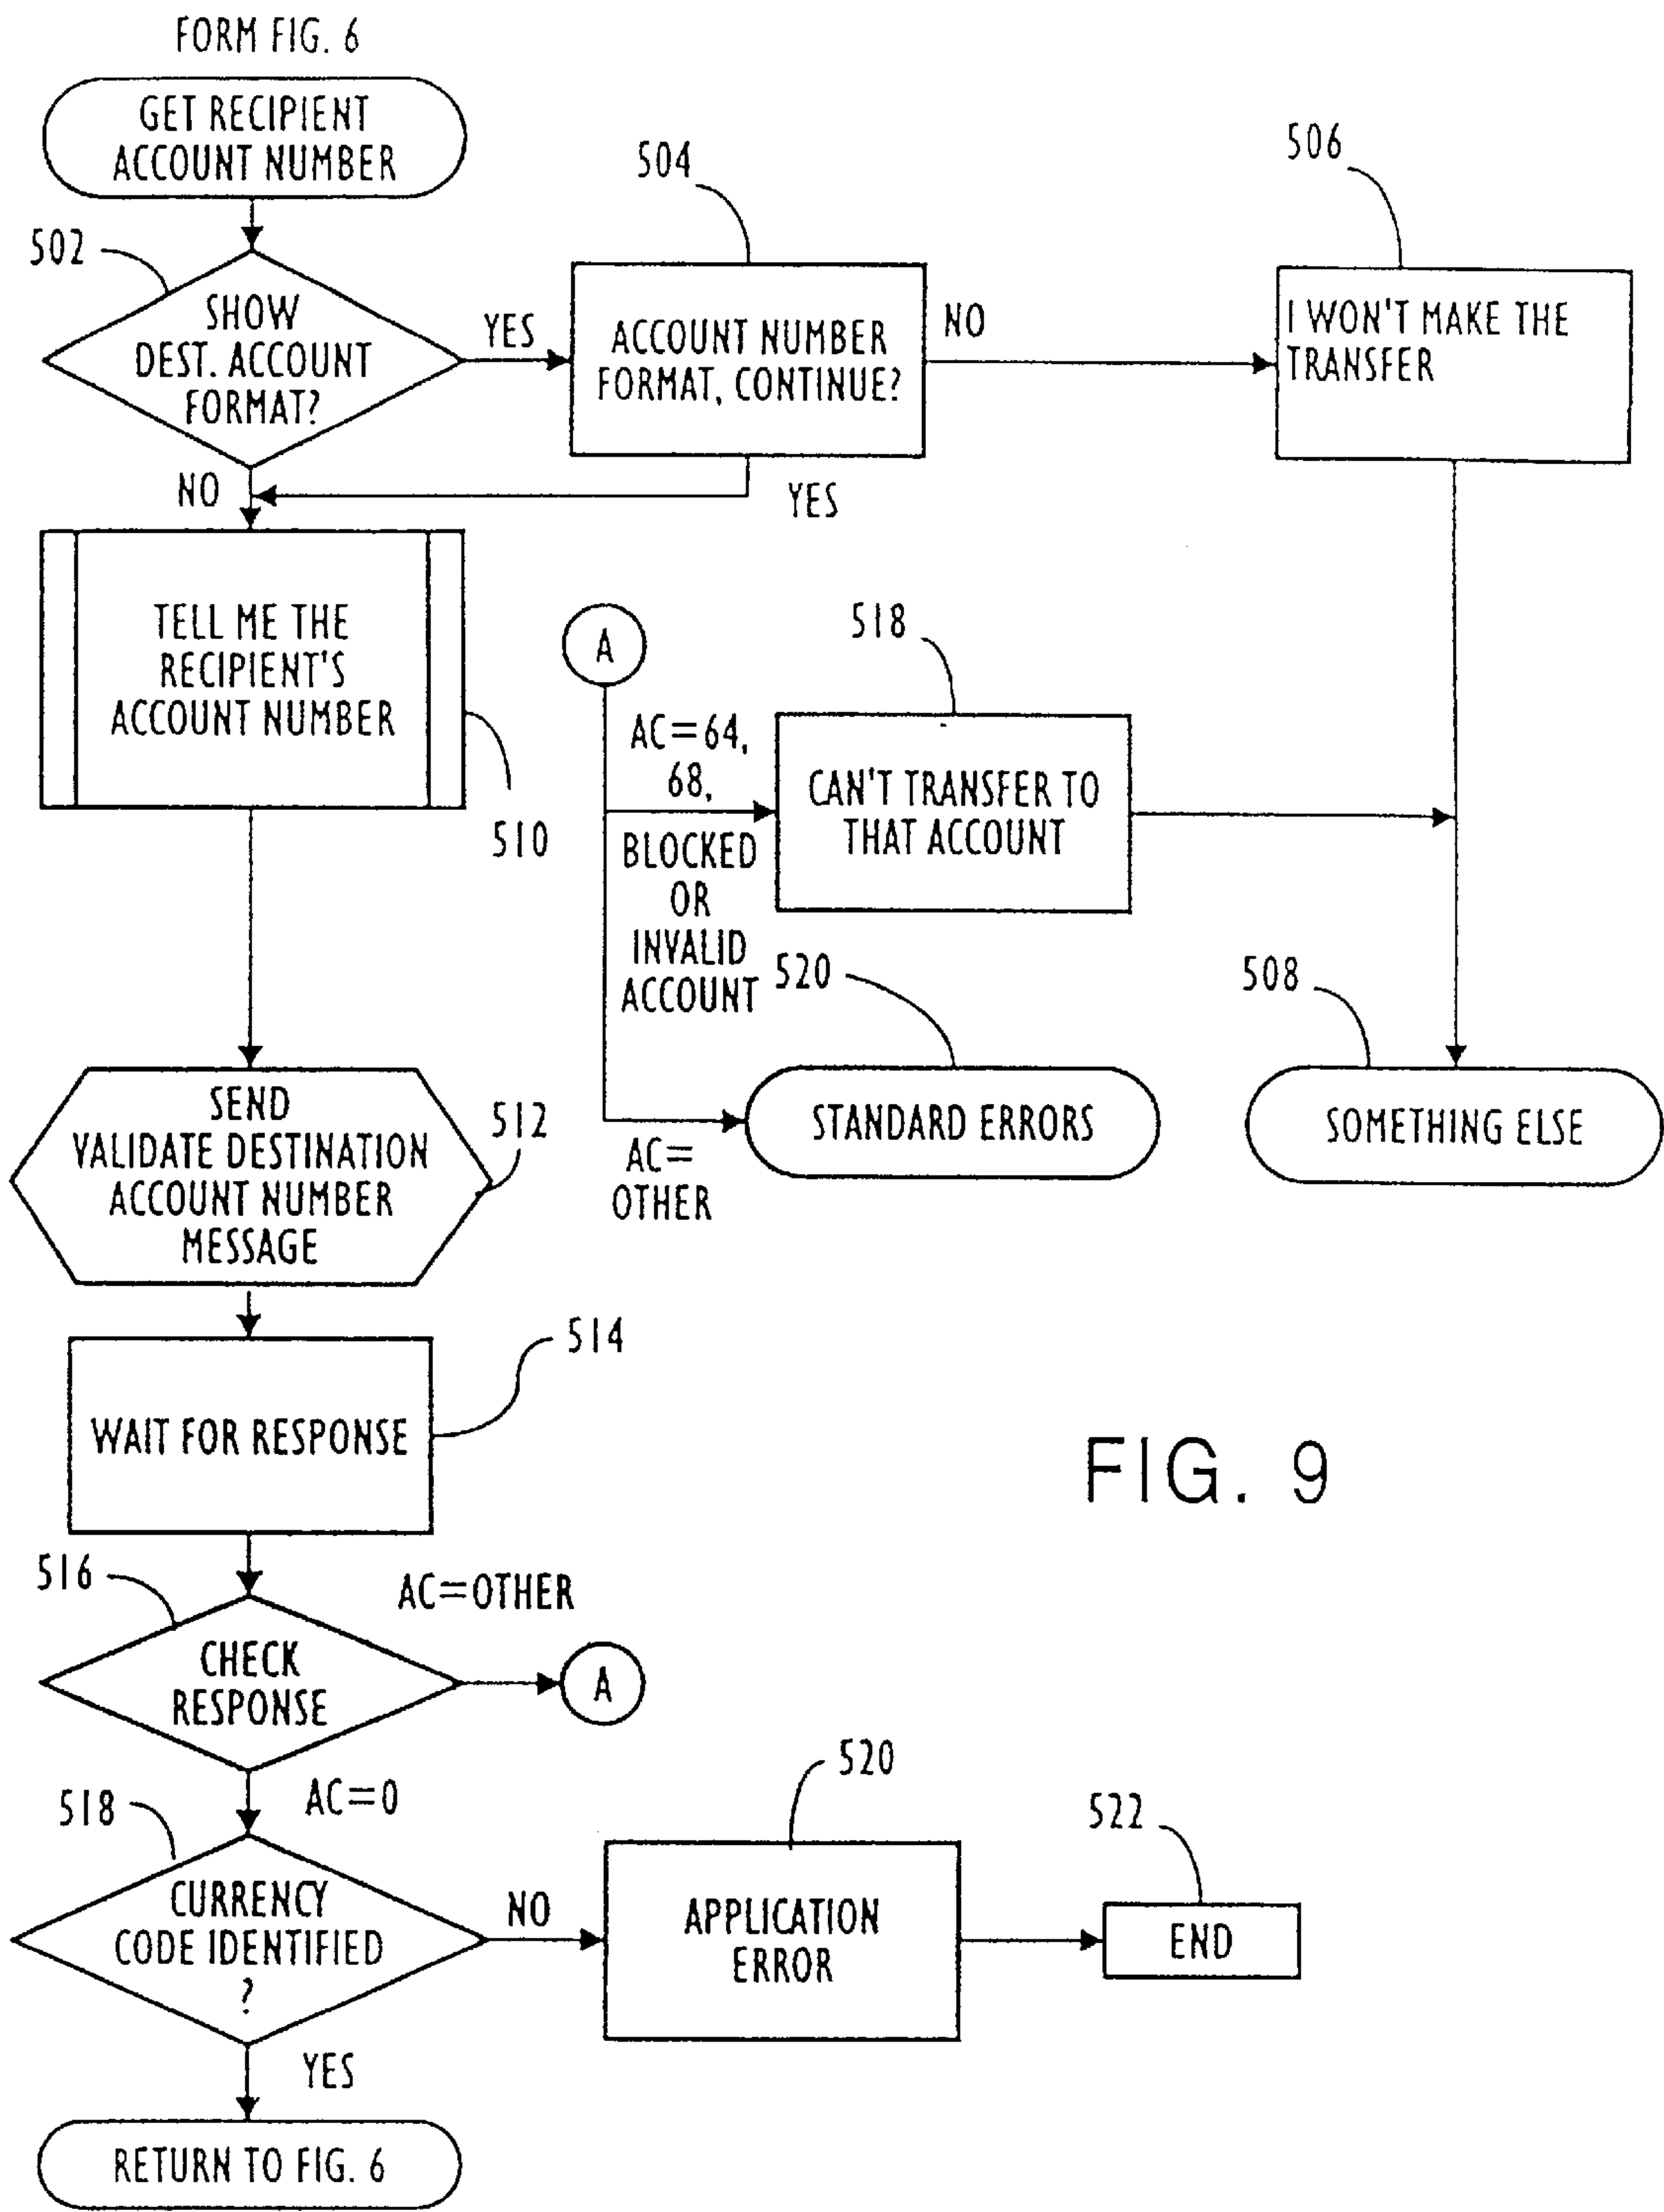 FORM FIG. 6
GET RECIPIENT
ACCOUNT NUMBER
502
SHOW
DEST. ACCOUNT
FORMAT?
YES
504
ACCOUNT NUMBER
FORMAT, CONTINUE?
NO
506
I WON'T MAKE THE
TRANSFER
NO
YES
TELL ME THE
RECIPIENT'S
ACCOUNT NUMBER
510
A
AC=64,
68,
BLOCKED
OR
INVALID
ACCOUNT
518
CAN'T TRANSFER TO
THAT ACCOUNT
520
STANDARD ERRORS
AC=
OTHER
508
SOMETHING ELSE
SEND
VALIDATE DESTINATION
ACCOUNT NUMBER
MESSAGE
512
WAIT FOR RESPONSE
514
FIG. 9
516
CHECK
RESPONSE
AC=OTHER
A
AC=0
518
CURRENCY
CODE IDENTIFIED
?
NO
520
APPLICATION
ERROR
522
END
YES
RETURN TO FIG. 6